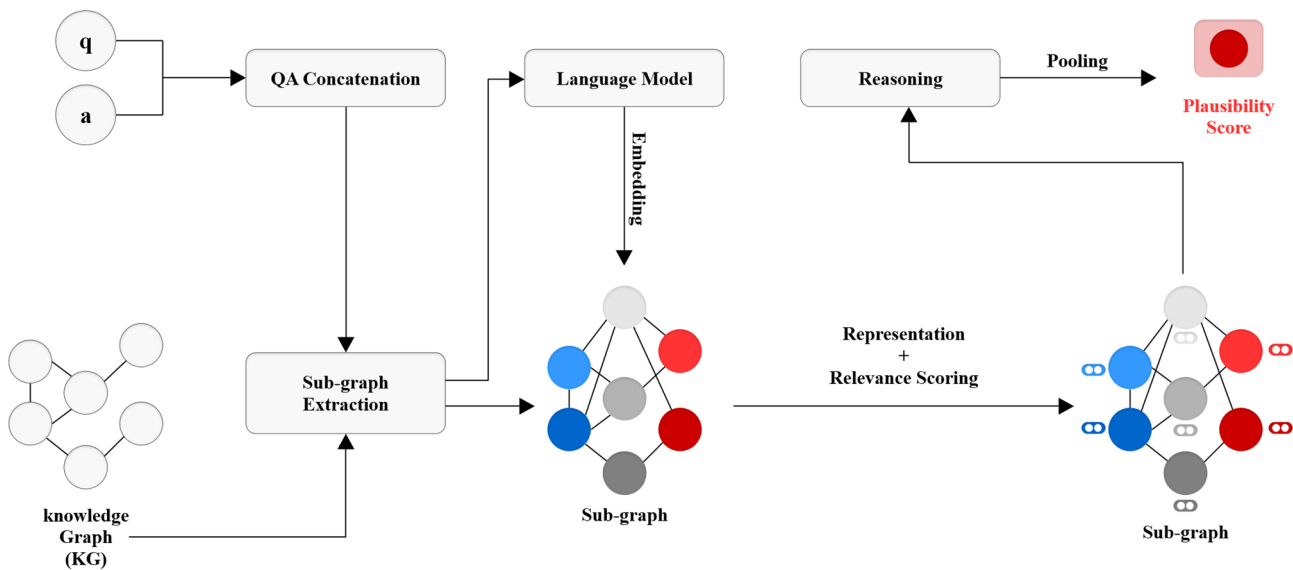 q
a
QA Concatenation
Language Model
Reasoning
Pooling
Plausibility
Score
Embedding
Sub-graph
Extraction
knowledge
Graph
(KG)
Sub-graph
Representation
+
Relevance Scoring
Sub-graph